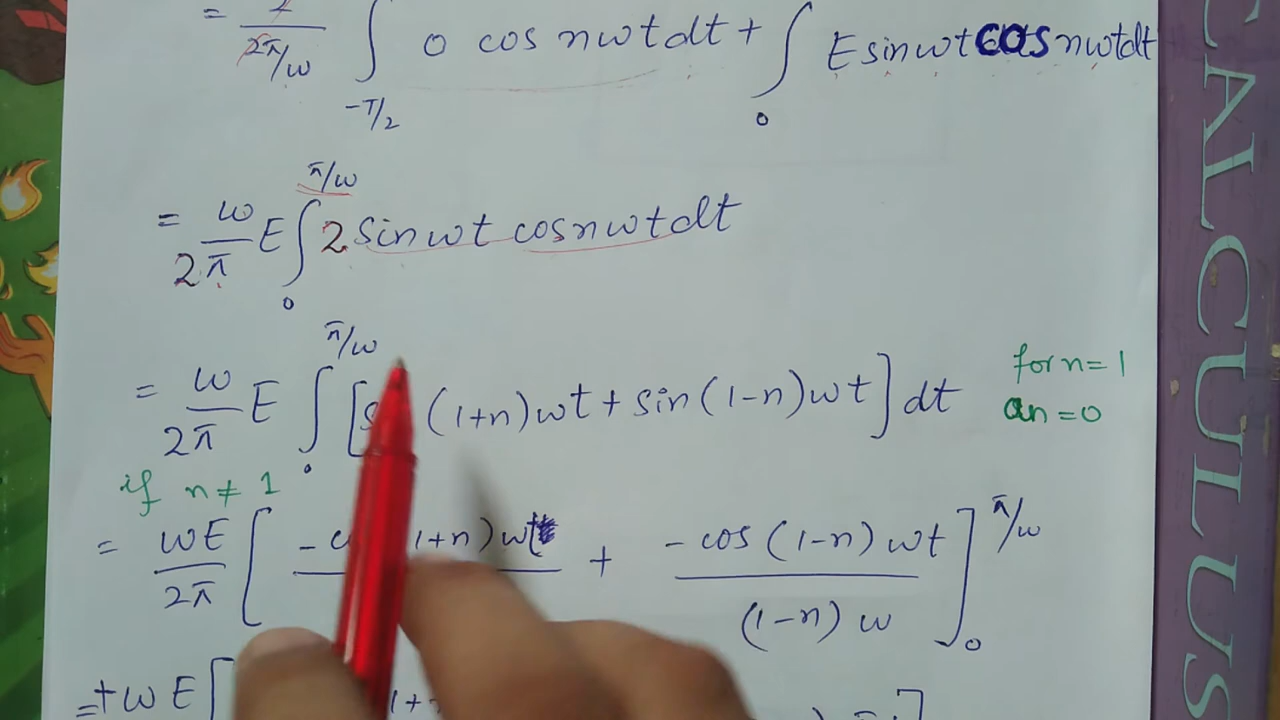 = 2/(2π/ω) ∫_{-T/2} 0 cos nωt dt + ∫_0 E sin ωt cos nωt dt
= ω/2π E ∫_0^{π/ω} 2 sin ωt cos nωt dt
= ω/2π E ∫_0^{π/ω} [s (1+n)ωt + sin (1-n)ωt] dt
for n=1
an=0
if n≠1
= ωE/2π [ -c 1+n)ωt + -cos (1-n)ωt / (1-n)ω ]_0^{π/ω}
=+ωE [ 1+
CALCULUS